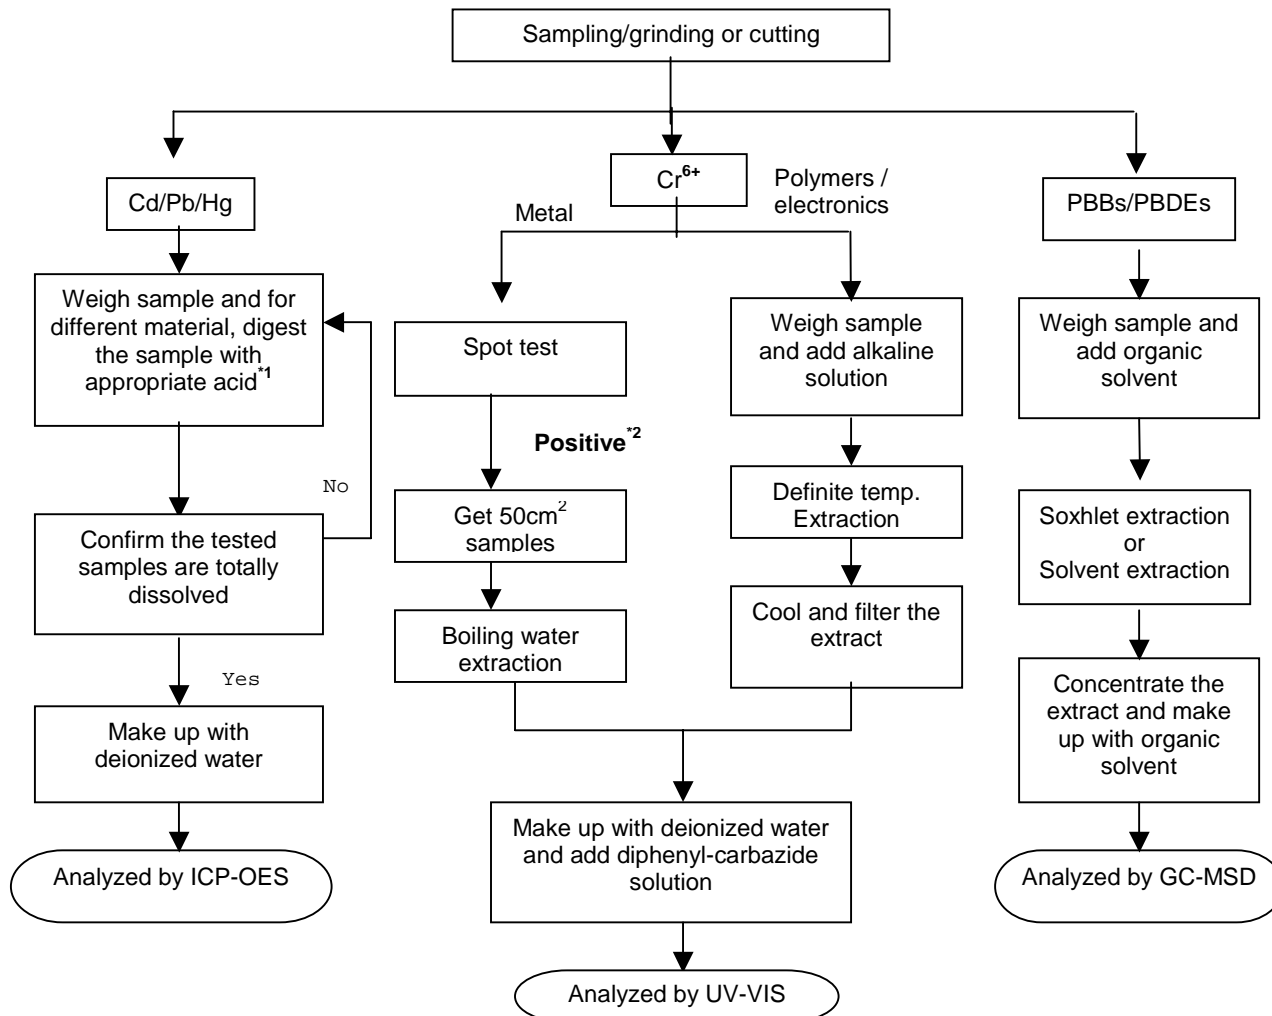 Sampling/grinding or cutting
Cd/Pb/Hg
Cr⁶⁺
Polymers /
electronics
Metal
PBBs/PBDEs
Weigh sample and for
different material, digest
the sample with
appropriate acid*¹
No
Confirm the tested
samples are totally
dissolved
Yes
Make up with
deionized water
Analyzed by ICP-OES
Spot test
Positive*²
Get 50cm²
samples
Boiling water
extraction
Weigh sample
and add alkaline
solution
Definite temp.
Extraction
Cool and filter the
extract
Make up with deionized water
and add diphenyl-carbazide
solution
Analyzed by UV-VIS
Weigh sample and
add organic
solvent
Soxhlet extraction
or
Solvent extraction
Concentrate the
extract and make
up with organic
solvent
Analyzed by GC-MSD